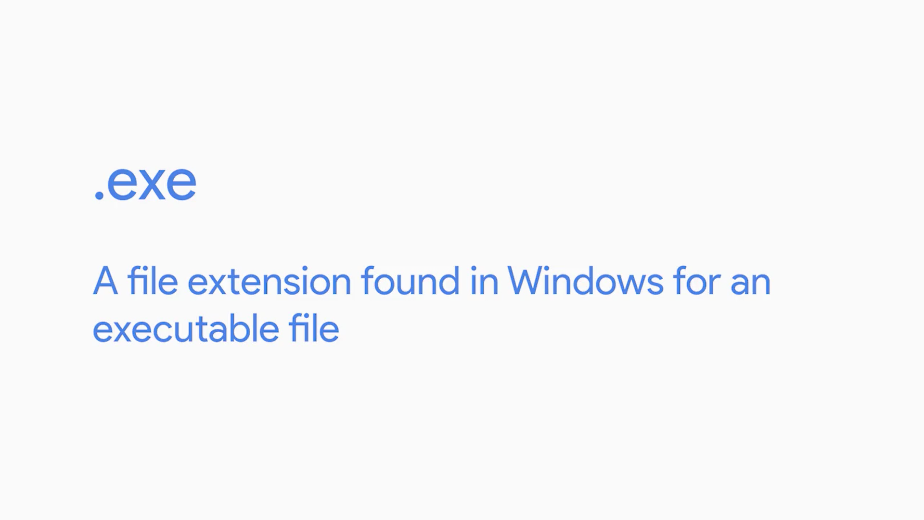 .exe
A file extension found in Windows for an
executable file